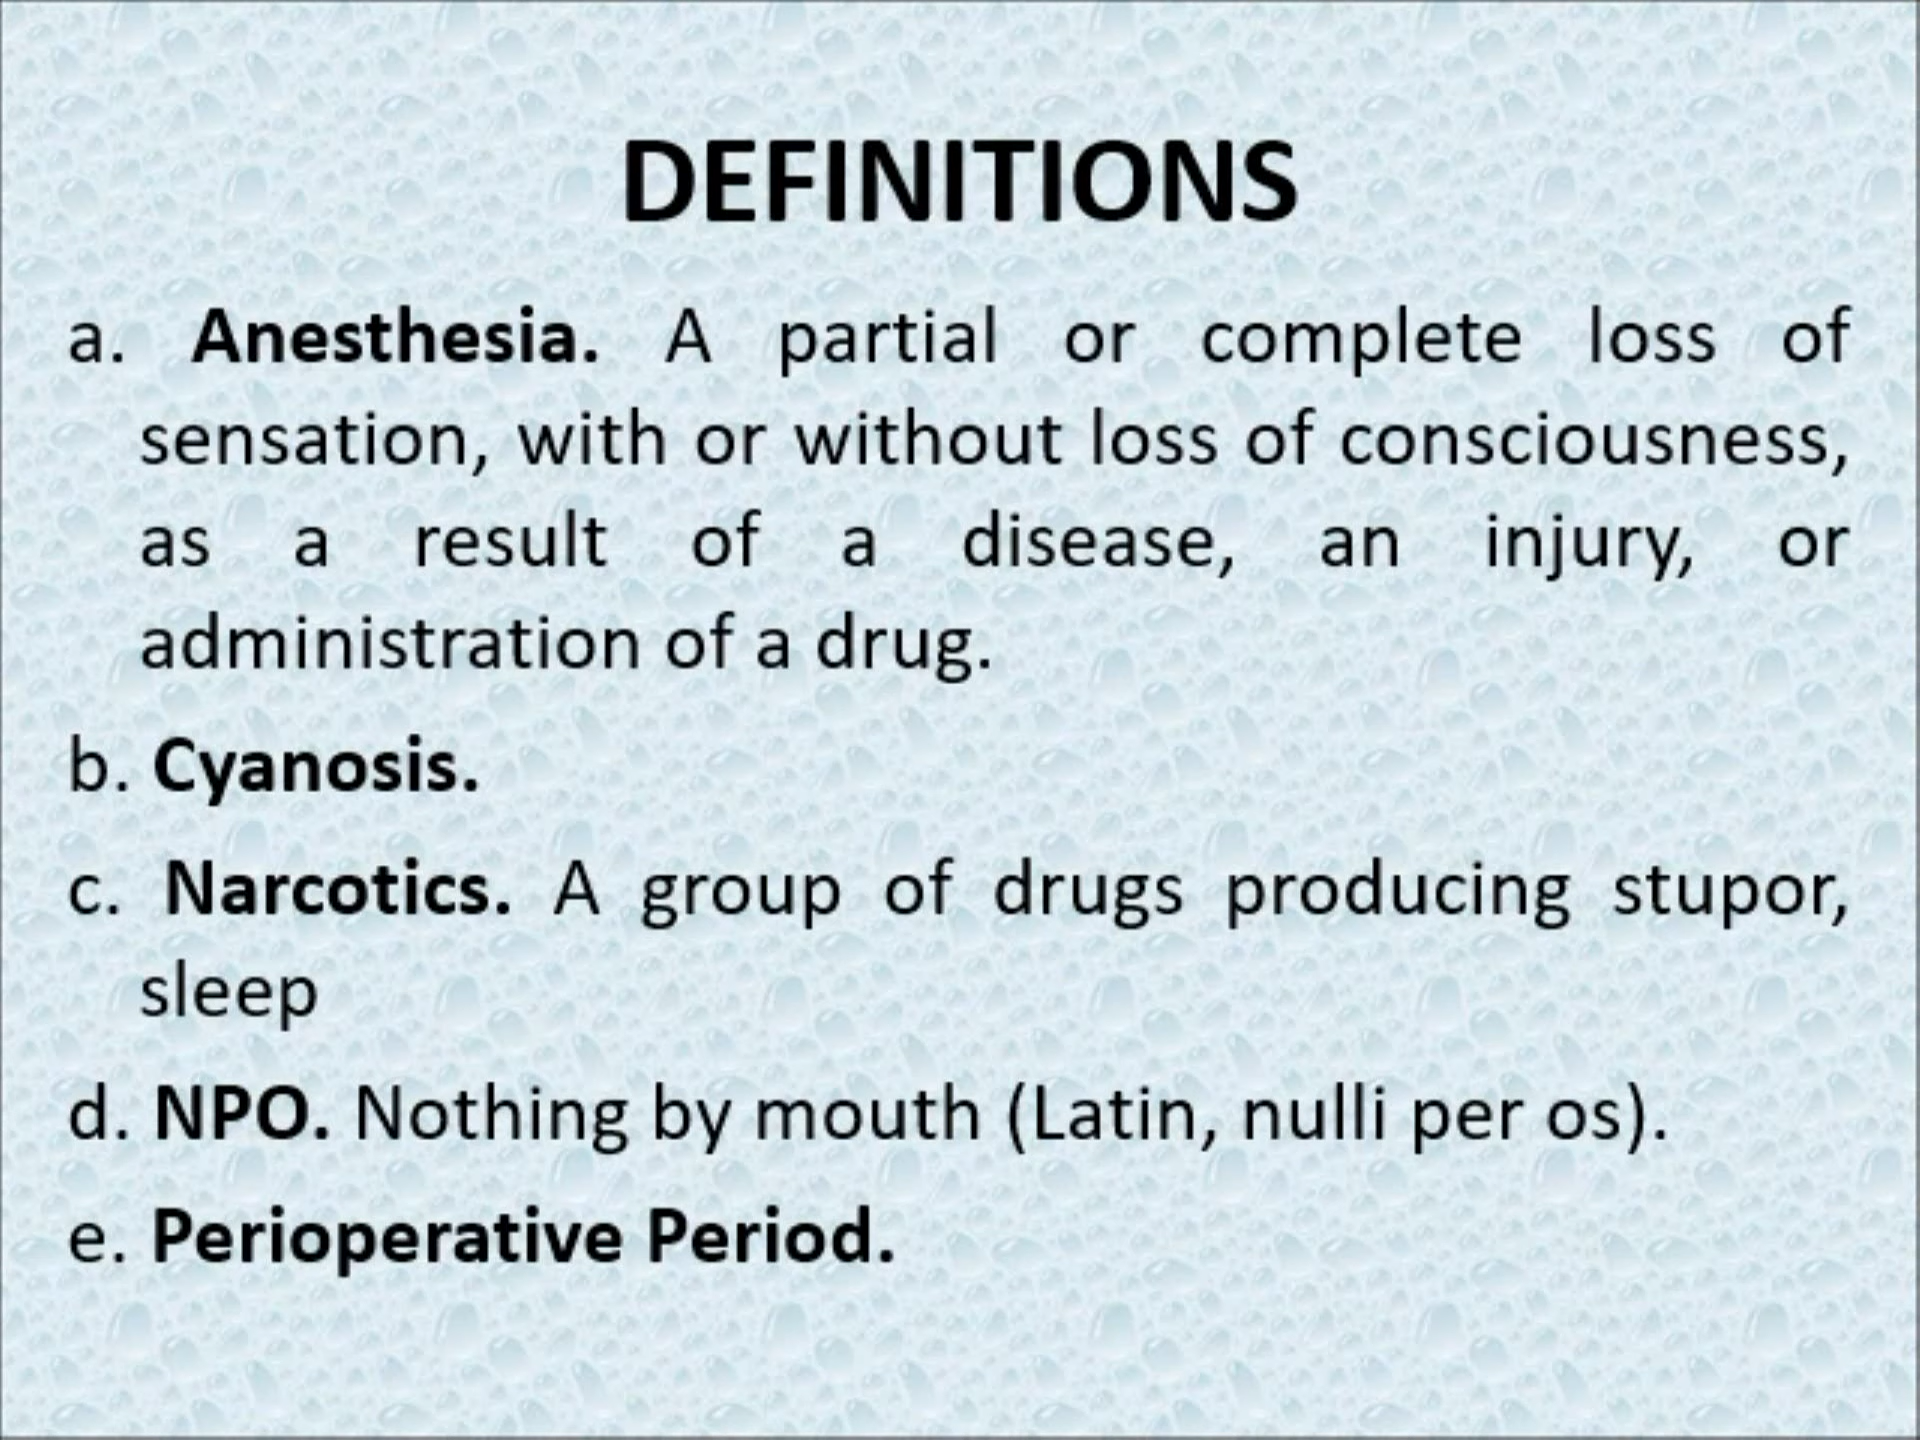 DEFINITIONS
a. Anesthesia. A partial or complete loss of
sensation, with or without loss of consciousness,
as a result of a disease, an injury, or
administration of a drug.
b. Cyanosis.
c. Narcotics. A group of drugs producing stupor,
sleep
d. NPO. Nothing by mouth (Latin, nulli per os).
e. Perioperative Period.